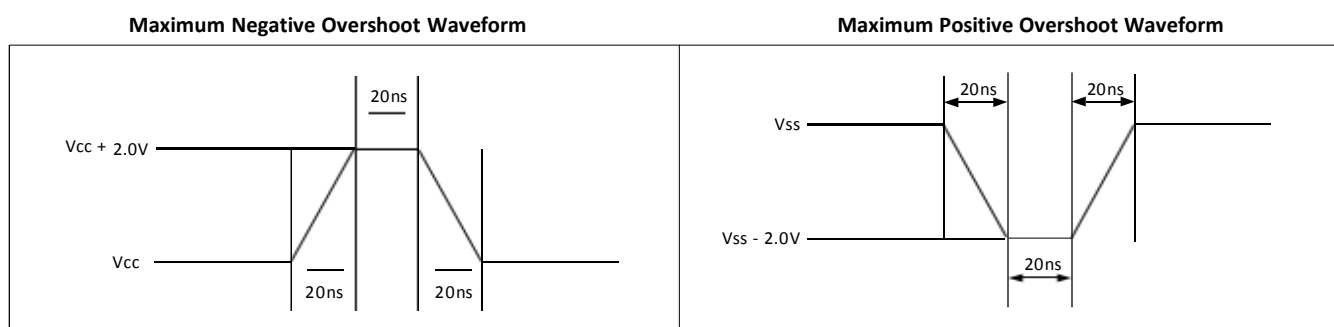 Maximum Negative Overshoot Waveform
20ns
Vcc + 2.0V
Vcc
20ns
20ns
Maximum Positive Overshoot Waveform
20ns
20ns
Vss
Vss - 2.0V
20ns